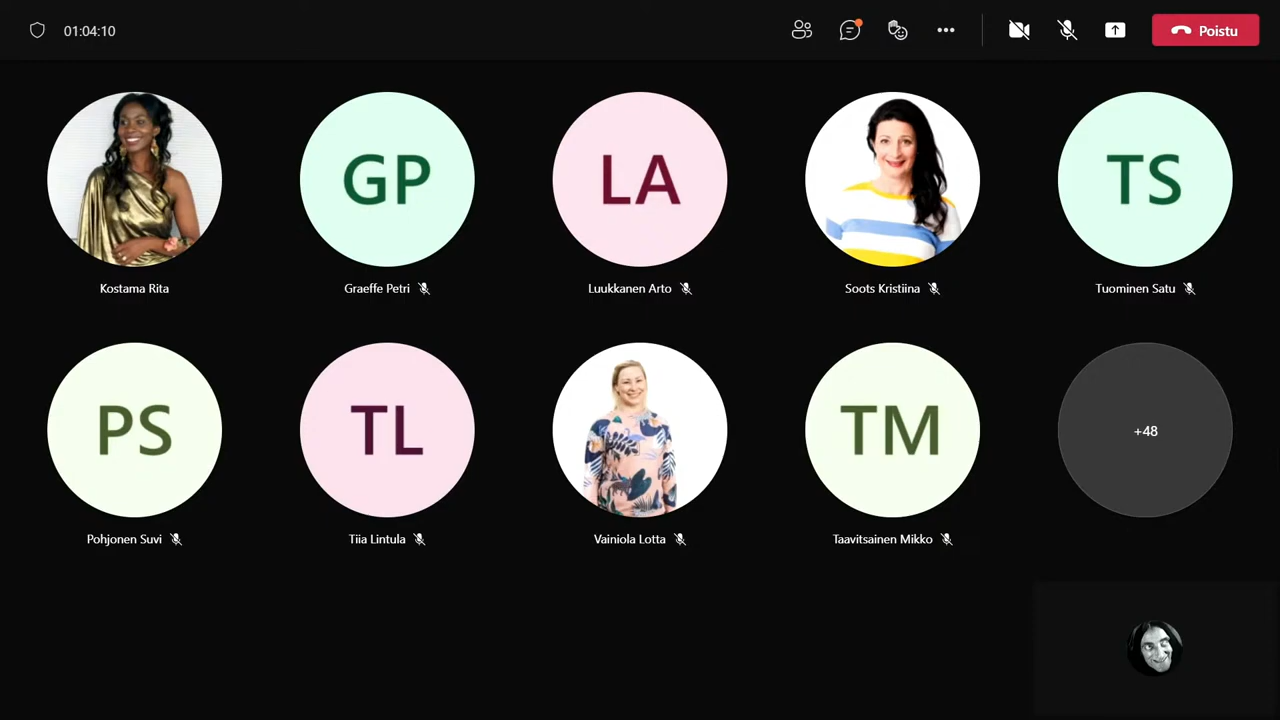 01:04:10
Poistu
GP
LA
TS
Kostama Rita
Graeffe Petri
Luukkanen Arto
Soots Kristiina
Tuominen Satu
PS
TL
TM
+48
Pohjonen Suvi
Tiia Lintula
Vainiola Lotta
Taavitsainen Mikko